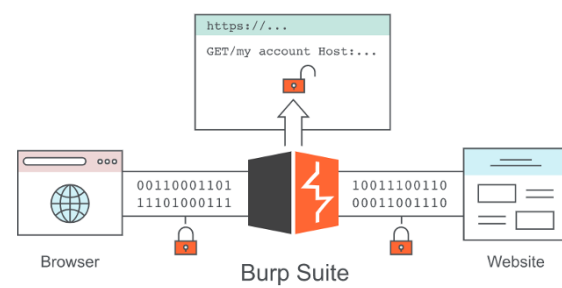 https://...
GET/my account Host:...
00110001101
11101000111
10011100110
00011001110
Browser
Burp Suite
Website